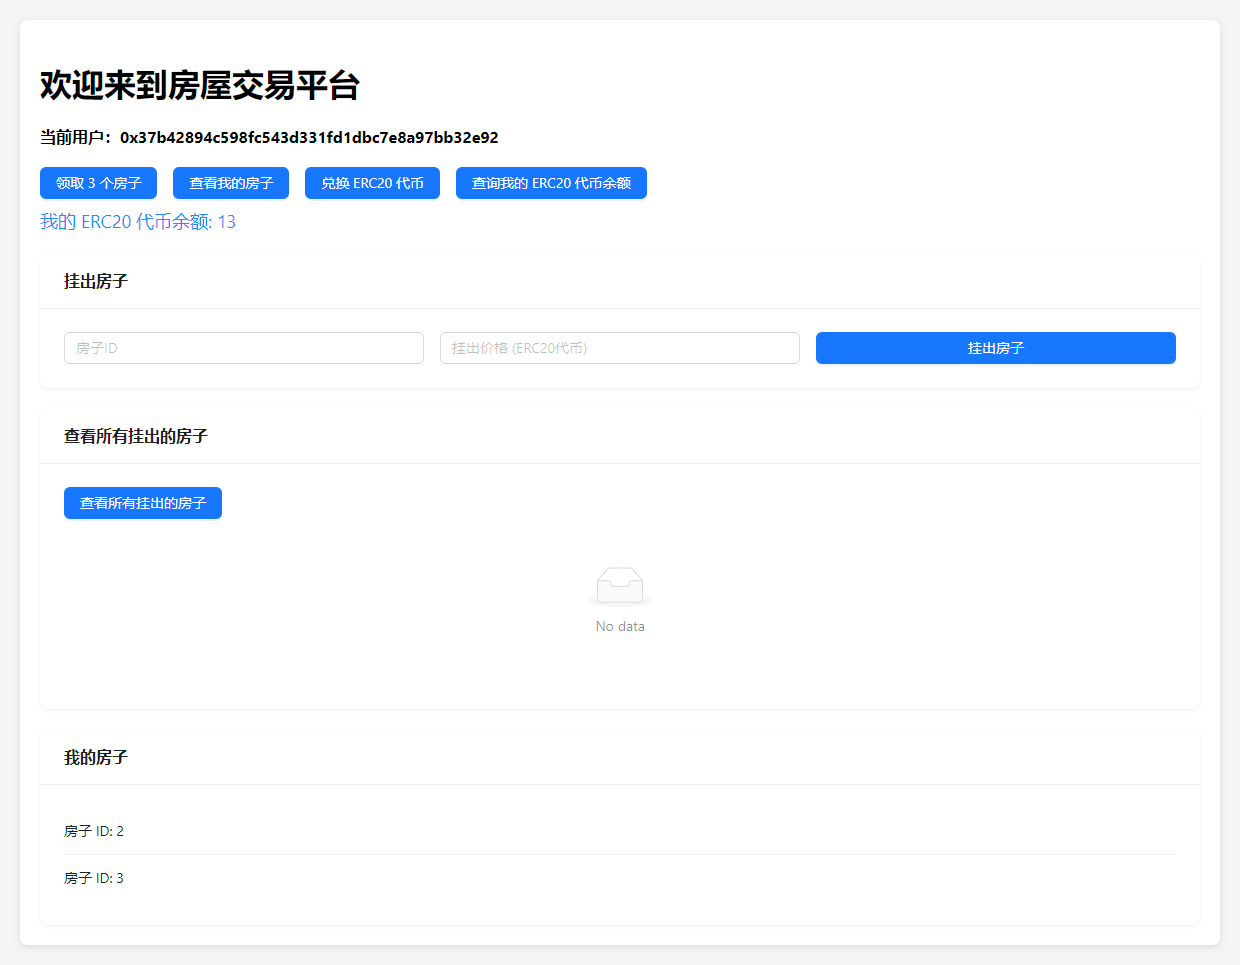 欢迎来到房屋交易平台
当前用户：0x37b42894c598fc543d331fd1dbc7e8a97bb32e92
领取 3 个房子 查看我的房子 兑换 ERC20 代币 查询我的 ERC20 代币余额
我的 ERC20 代币余额: 13
挂出房子
房子ID 挂出价格 (ERC20代币) 挂出房子
查看所有挂出的房子
查看所有挂出的房子
No data
我的房子
房子 ID: 2
房子 ID: 3